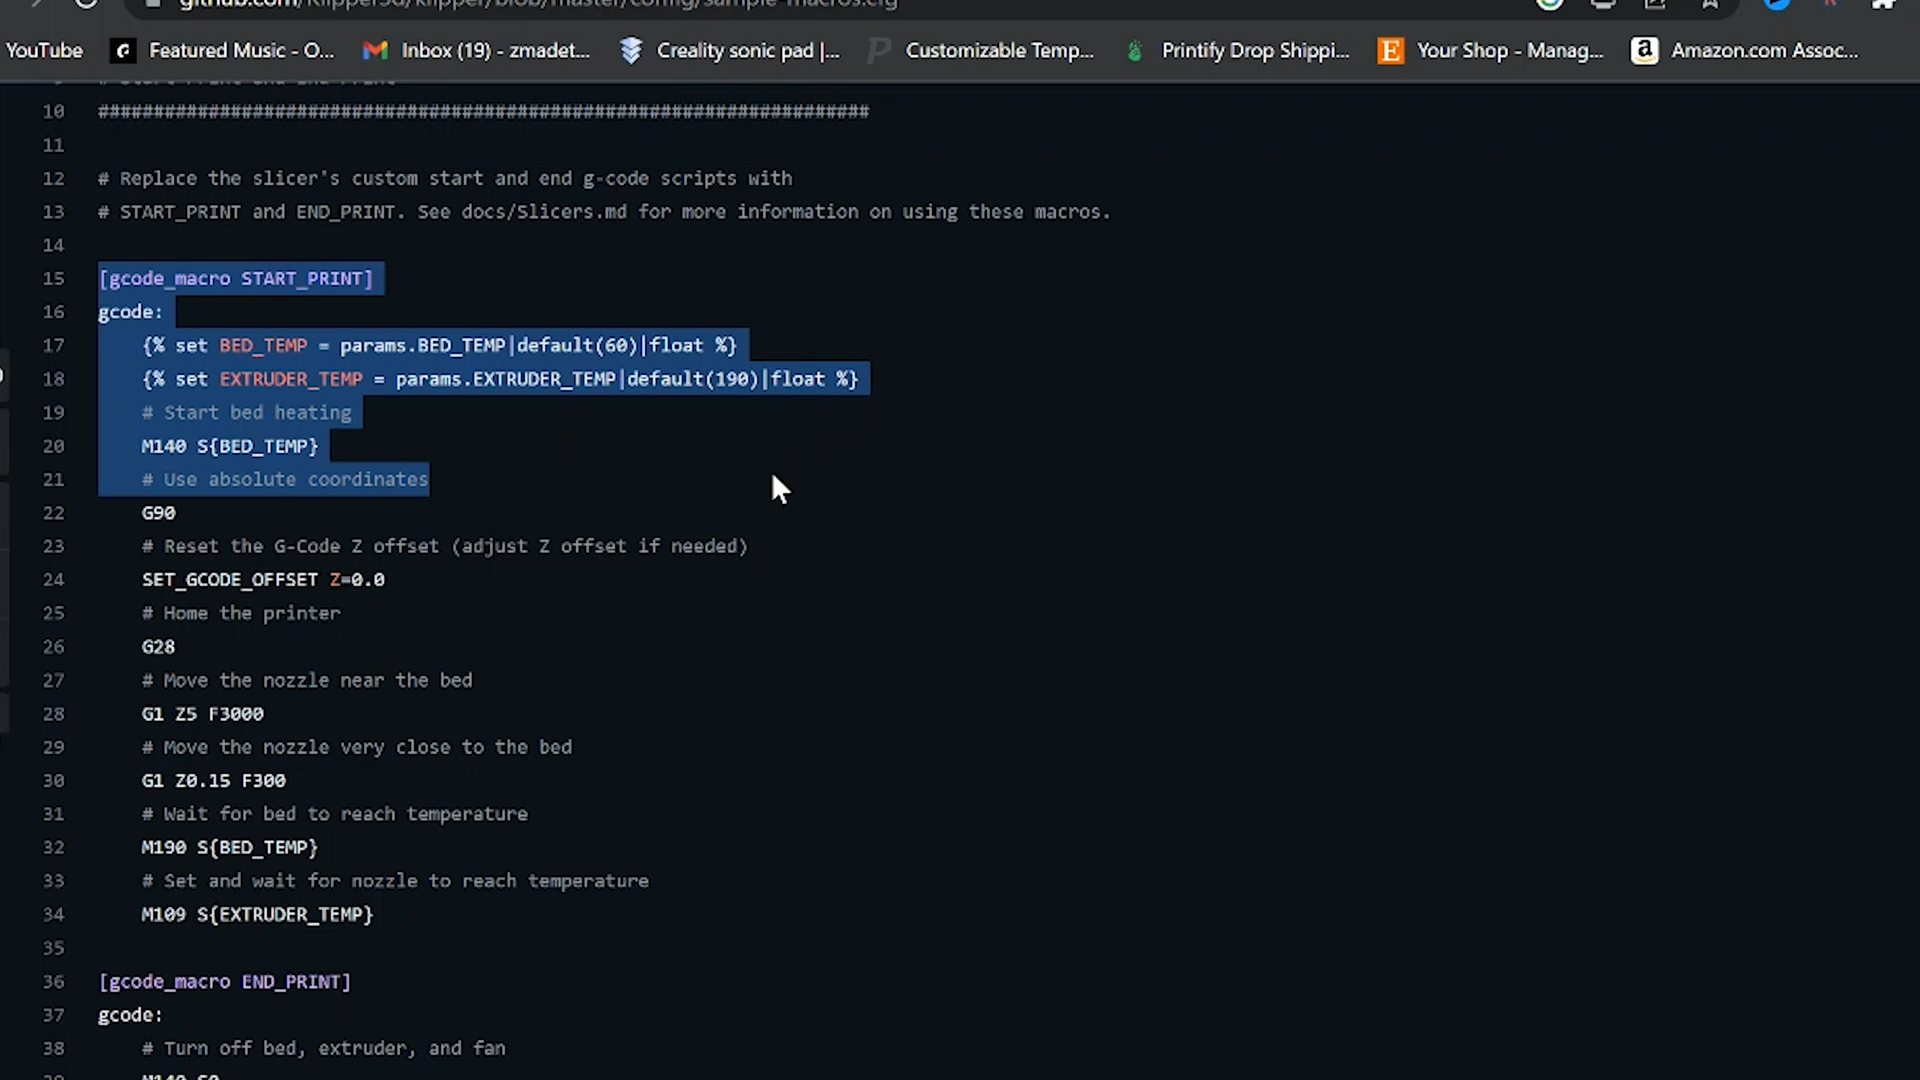 github.com/Klipper3d/klipper/blob/master/config/sample-macros.cfg
YouTube Featured Music - O... Inbox (19) - zmadet... Creality sonic pad |... Customizable Temp... Printify Drop Shippi... Your Shop - Manag... Amazon.com Assoc...
10 ######################################################################
11
12 # Replace the slicer's custom start and end g-code scripts with
13 # START_PRINT and END_PRINT. See docs/Slicers.md for more information on using these macros.
14
15 [gcode_macro START_PRINT]
16 gcode:
17 {% set BED_TEMP = params.BED_TEMP|default(60)|float %}
18 {% set EXTRUDER_TEMP = params.EXTRUDER_TEMP|default(190)|float %}
19 # Start bed heating
20 M140 S{BED_TEMP}
21 # Use absolute coordinates
22 G90
23 # Reset the G-Code Z offset (adjust Z offset if needed)
24 SET_GCODE_OFFSET Z=0.0
25 # Home the printer
26 G28
27 # Move the nozzle near the bed
28 G1 Z5 F3000
29 # Move the nozzle very close to the bed
30 G1 Z0.15 F300
31 # Wait for bed to reach temperature
32 M190 S{BED_TEMP}
33 # Set and wait for nozzle to reach temperature
34 M109 S{EXTRUDER_TEMP}
35
36 [gcode_macro END_PRINT]
37 gcode:
38 # Turn off bed, extruder, and fan
39 M140 S0